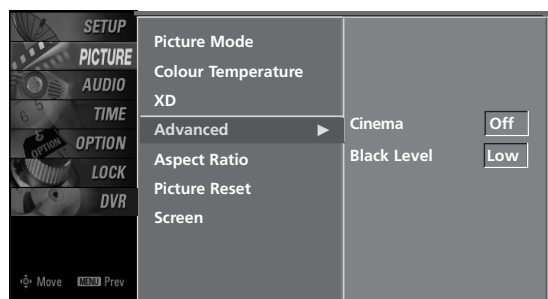 SETUP
PICTURE
AUDIO
TIME
OPTION
LOCK
DVR
Move MENU Prev
Picture Mode
Colour Temperature
XD
Advanced ▶
Aspect Ratio
Picture Reset
Screen
Cinema Off
Black Level Low